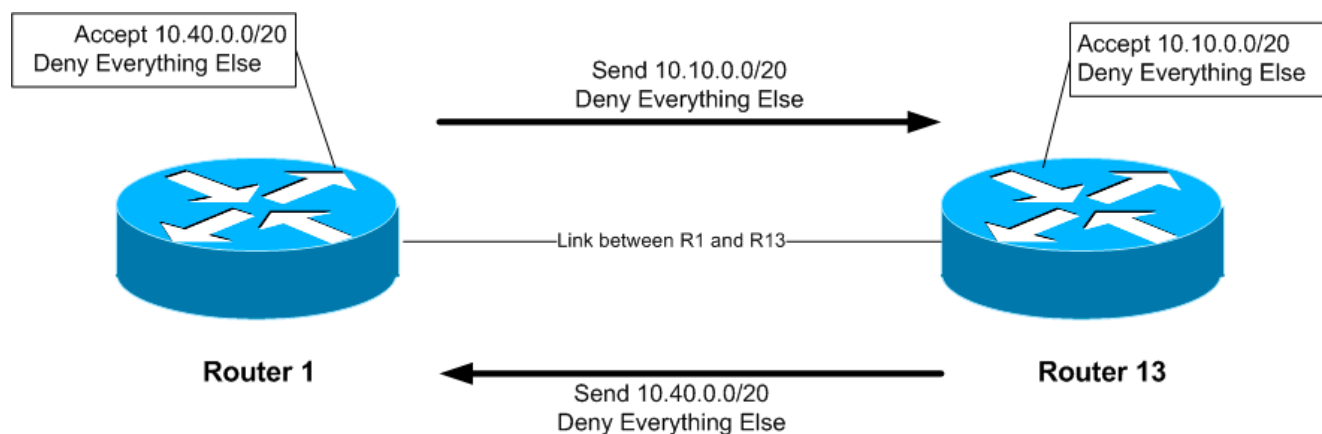 Accept 10.40.0.0/20
Deny Everything Else
Send 10.10.0.0/20
Deny Everything Else
Accept 10.10.0.0/20
Deny Everything Else
Link between R1 and R13
Router 1
Router 13
Send 10.40.0.0/20
Deny Everything Else